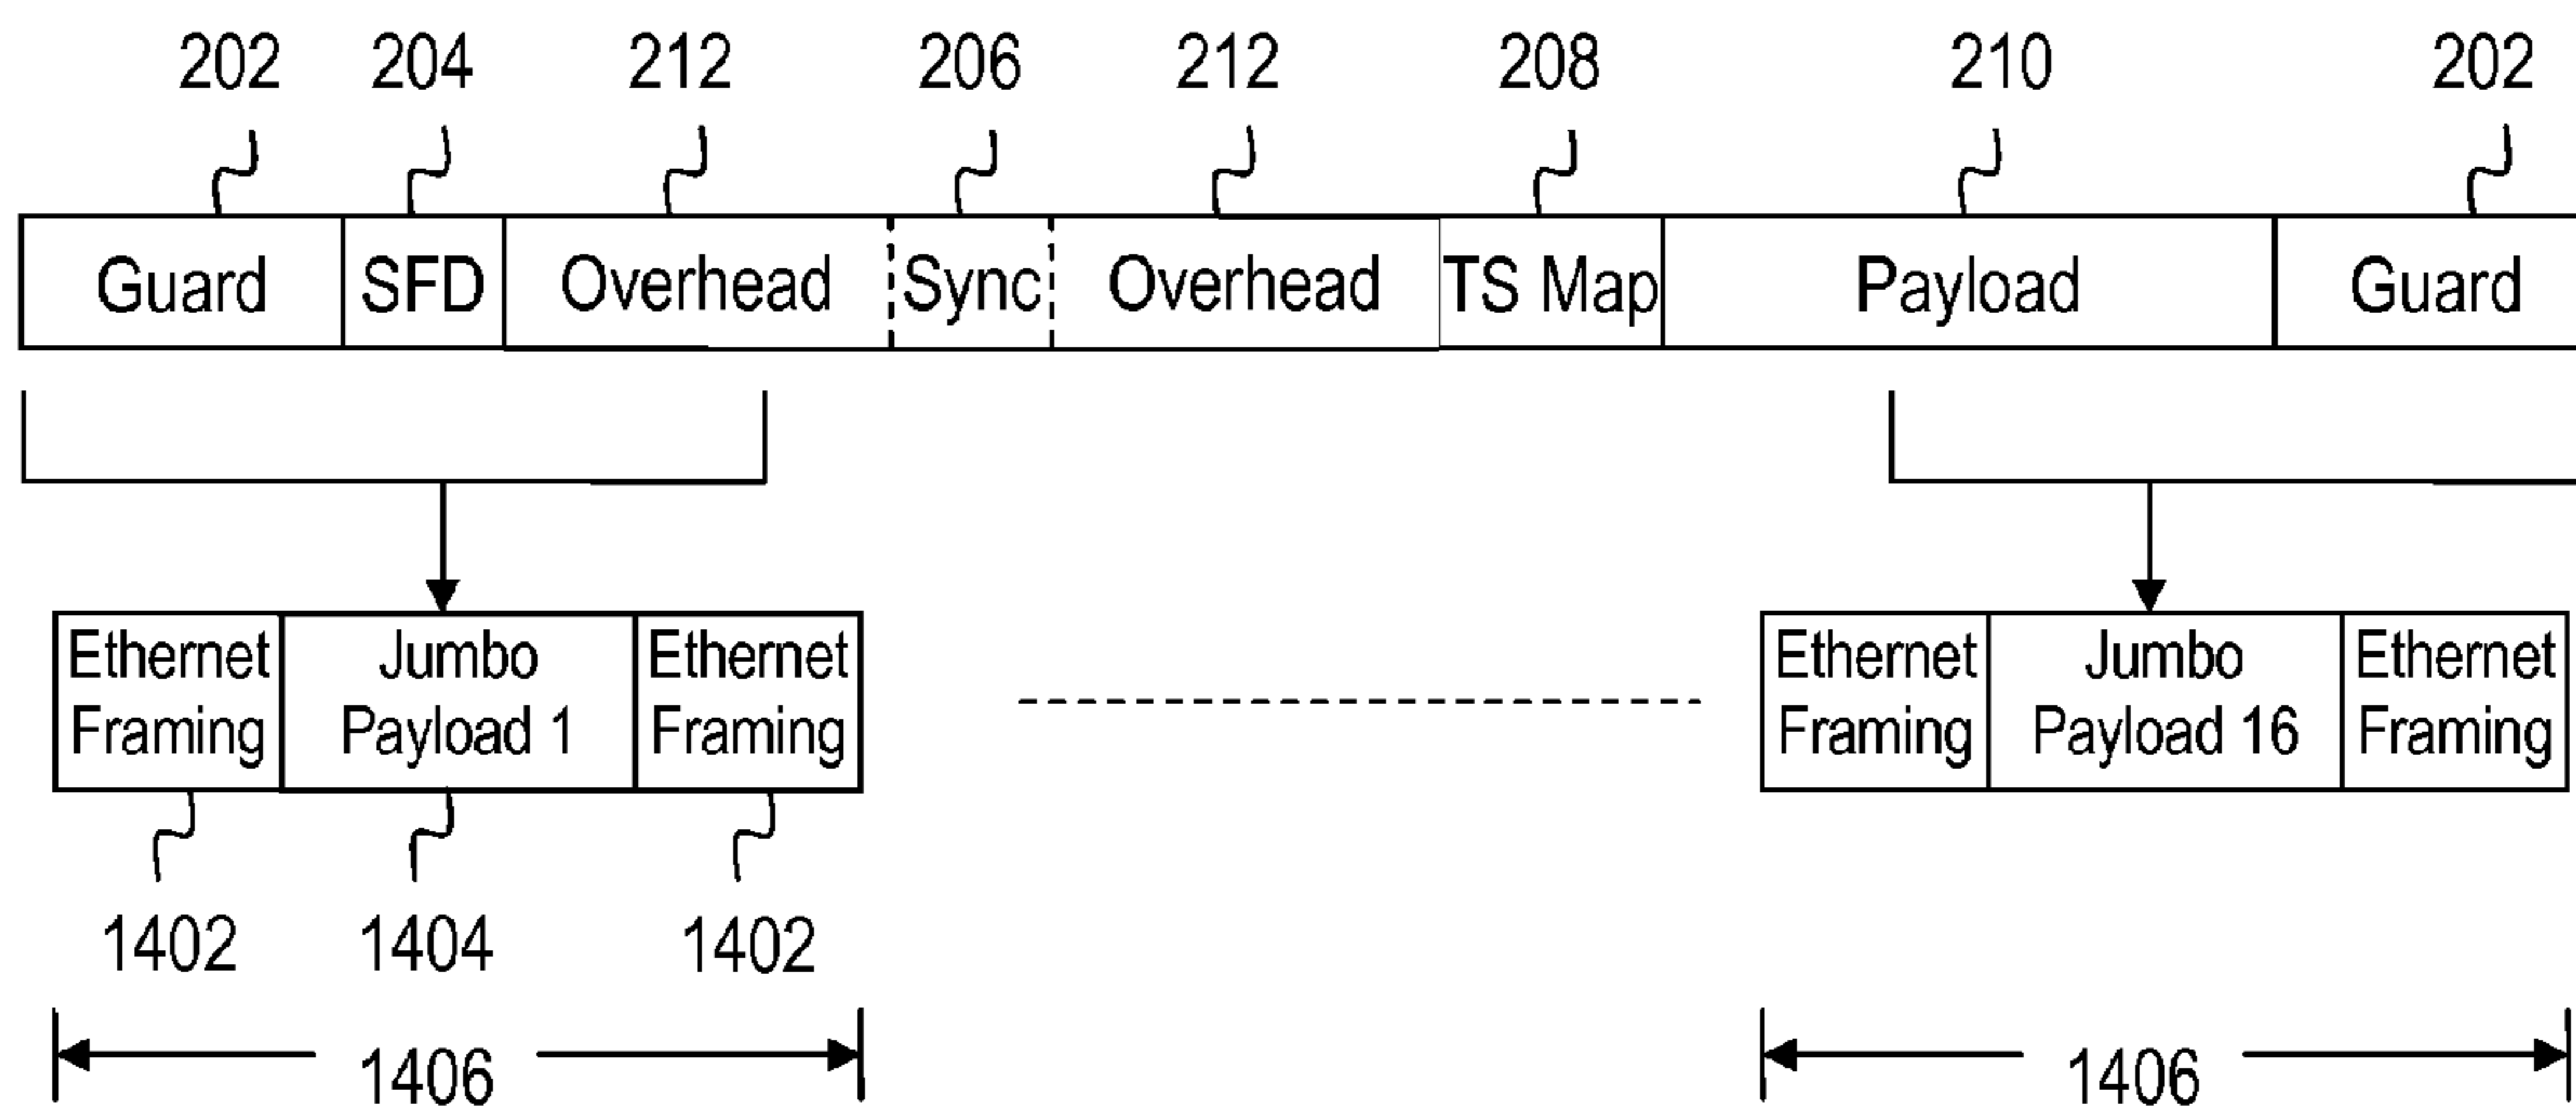 202 204 212 206 212 208 210 202
Guard SFD Overhead Sync Overhead TS Map Payload Guard
Ethernet Jumbo Ethernet Ethernet Jumbo Ethernet
Framing Payload 1 Framing Framing Payload 16 Framing
1402 1404 1402
1406 1406